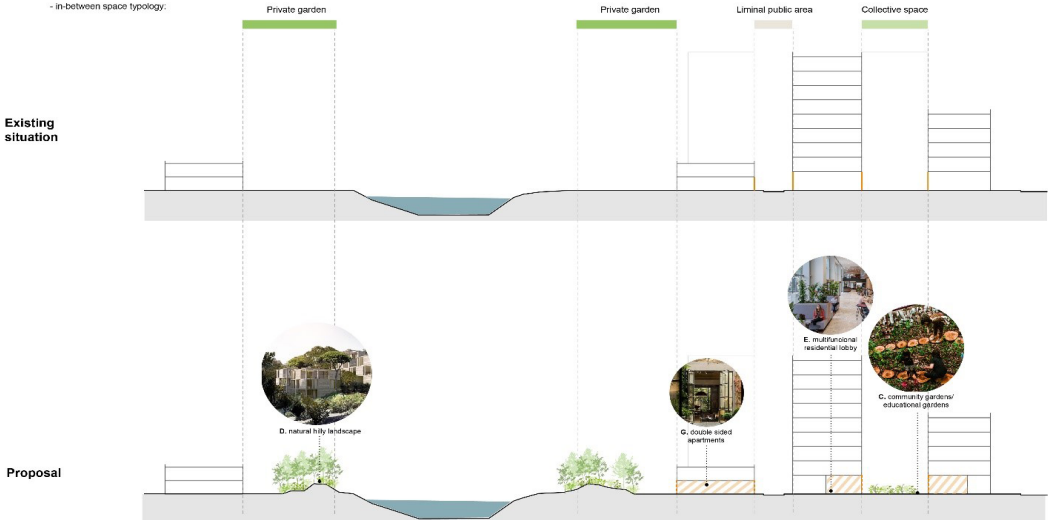 - in-between space typology:
Private garden
Private garden
Liminal public area
Collective space
Existing
situation
E. multifuncional
residential lobby
C. community gardens/
educational gardens
D. natural hilly landscape
G. double sided
apartments
Proposal